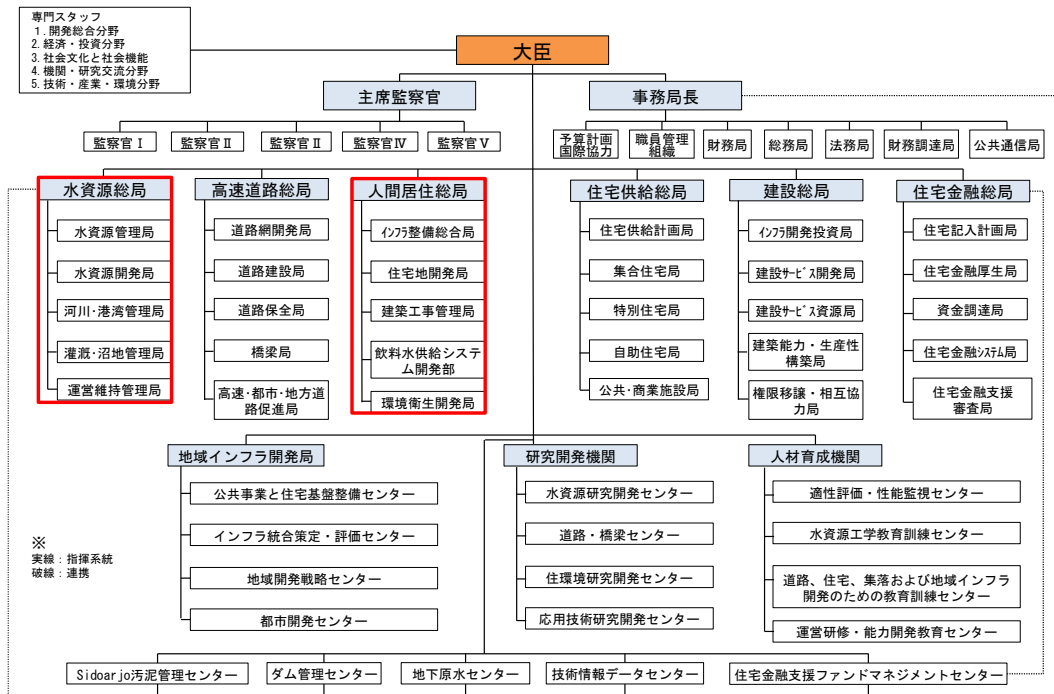 専門スタッフ
1. 開発総合分野
2. 経済・投資分野
3. 社会文化と社会機能
4. 機関・研究交流分野
5. 技術・産業・環境分野
大臣
主席監察官
事務局長
監察官Ⅰ
監察官Ⅱ
監察官Ⅱ
監察官Ⅳ
監察官Ⅴ
予算計画
国際協力
職員管理
組織
財務局
総務局
法務局
財務調達局
公共通信局
水資源総局
高速道路総局
人間居住総局
住宅供給総局
建設総局
住宅金融総局
水資源管理局
道路網開発局
インフラ整備総合局
住宅供給計画局
インフラ開発投資局
住宅記入計画局
水資源開発局
道路建設局
住宅地開発局
集合住宅局
建設サービス開発局
住宅金融厚生局
河川・港湾管理局
道路保全局
建築工事管理局
特別住宅局
建設サービス資源局
資金調達局
灌漑・沼地管理局
橋梁局
飲料水供給システ
ム開発部
自助住宅局
建築能力・生産性
構築局
住宅金融システム局
運営維持管理局
高速・都市・地方道
路促進局
環境衛生開発局
公共・商業施設局
権限移譲・相互協
力局
住宅金融支援
審査局
地域インフラ開発局
研究開発機関
人材育成機関
公共事業と住宅基盤整備センター
水資源研究開発センター
適性評価・性能監視センター
インフラ統合策定・評価センター
道路・橋梁センター
水資源工学教育訓練センター
地域開発戦略センター
住環境研究開発センター
道路、住宅、集落および地域インフラ
開発のための教育訓練センター
都市開発センター
応用技術研究開発センター
運営研修・能力開発教育センター
※
実線：指揮系統
破線：連携
Sidoarjo汚泥管理センター
ダム管理センター
地下原水センター
技術情報データセンター
住宅金融支援ファンドマネジメントセンター